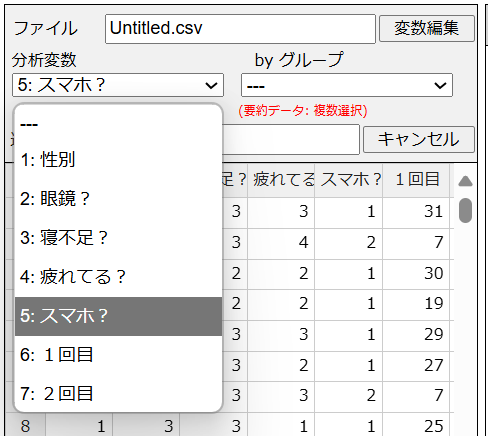 ファイル Untitled.csv 変数編集
分析変数 by グループ
5: スマホ？ ---
(要約データ: 複数選択)
キャンセル
---
1: 性別
2: 眼鏡？
3: 寝不足？
4: 疲れてる？
5: スマホ？
6: １回目
7: ２回目
足？ 疲れてる スマホ？ １回目
3 3 1 31
3 4 2 7
2 2 1 30
2 2 1 19
3 3 1 29
3 2 1 27
3 3 2 7
8 1 3 3 1 1 25